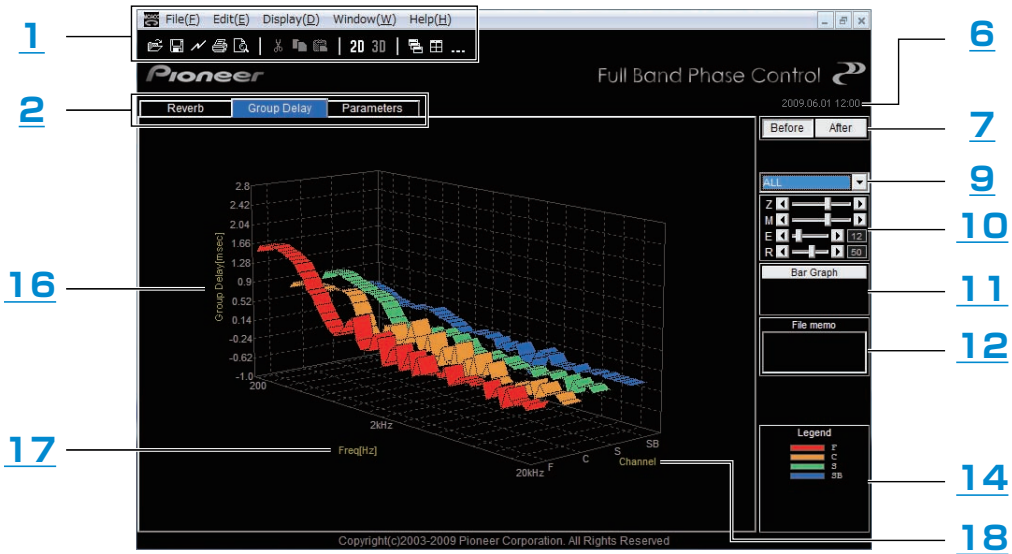 File(F) Edit(E) Display(D) Window(W) Help(H)
1
2D 3D ...
6
Pioneer
Full Band Phase Control
2009.06.01 12:00
2
Reverb Group Delay Parameters
Before After
7
ALL
9
Z
M
E 12
R 50
10
Bar Graph
11
File memo
12
16
Group Delay[msec]
2.8
2.42
2.04
1.66
1.28
0.9
0.52
0.14
-0.24
-0.62
-1.0
200
2kHz
20kHz
17
Freq[Hz]
F
C
S
SB
Channel
Legend
F
C
S
SB
14
18
Copyright(c)2003-2009 Pioneer Corporation. All Rights Reserved